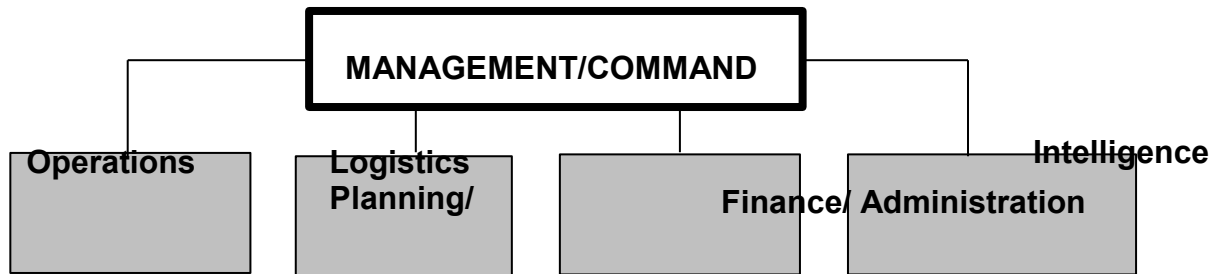 MANAGEMENT/COMMAND
Operations
Logistics
Planning/
Intelligence
Finance/ Administration